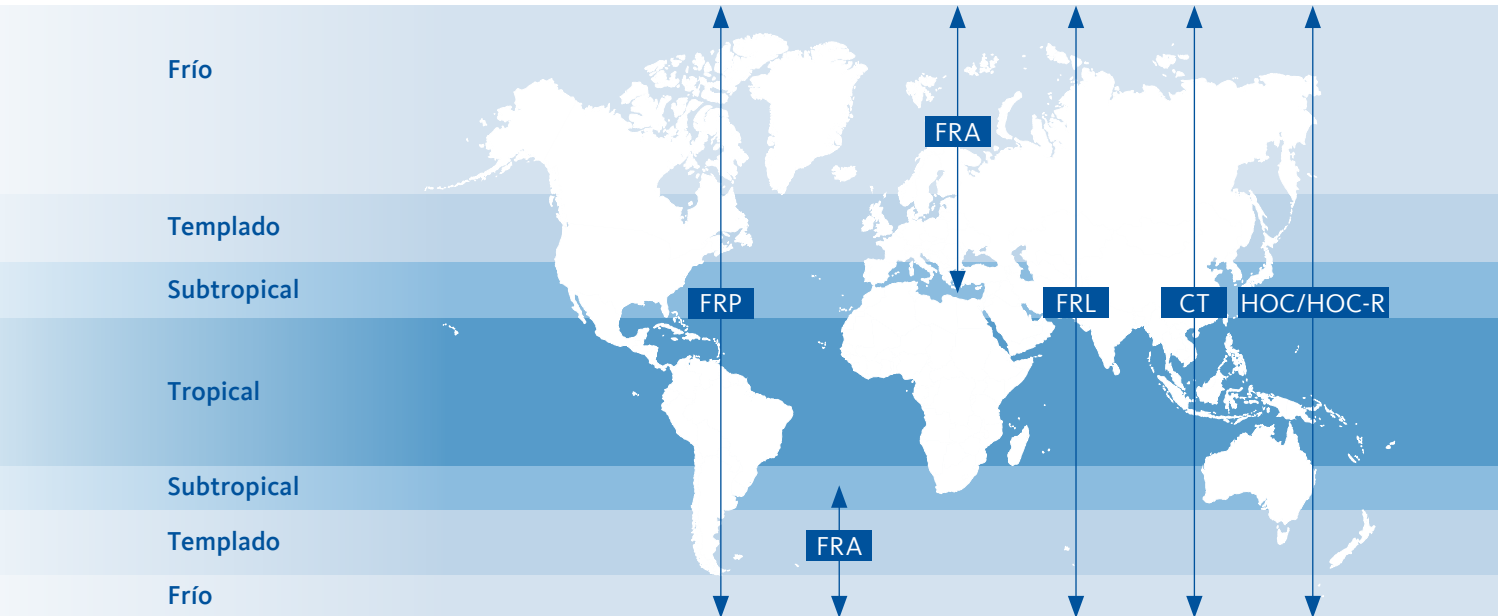 Frío
FRA
Templado
Subtropical
FRP
FRL
CT
HOC/HOC-R
Tropical
Subtropical
Templado
FRA
Frío